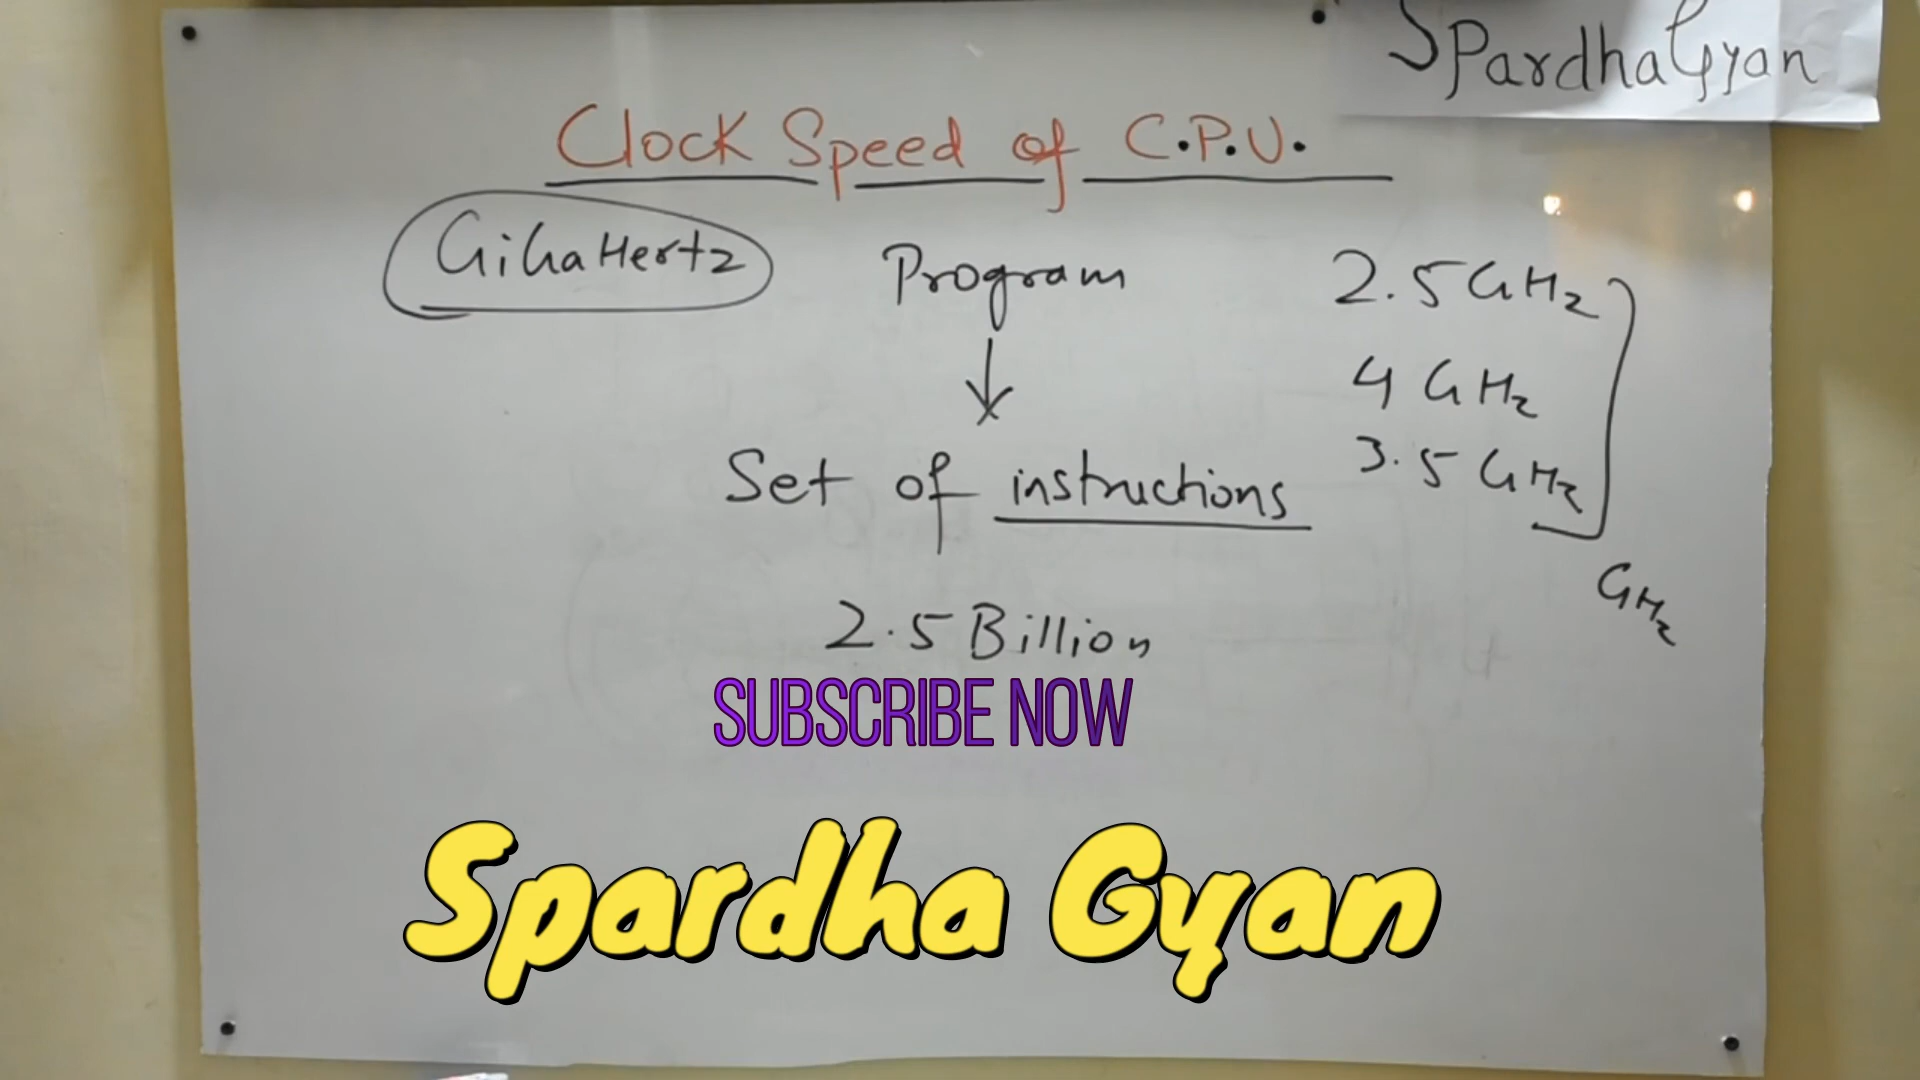 SPardhaGyan
Clock Speed of C.P.U.
GigaHertz
Program
2.5 GHz
4 GHz
3.5 GHz
GHz
Set of instructions
2.5 Billion
SUBSCRIBE NOW
Spardha Gyan